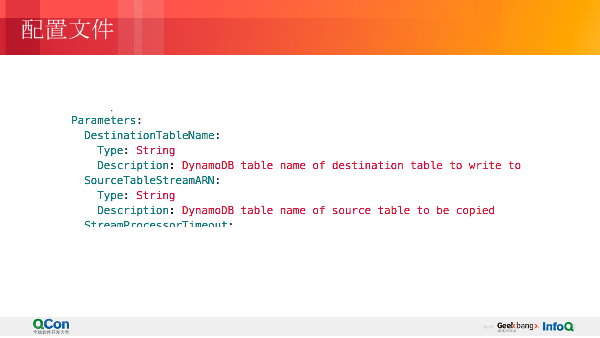 配置文件
Parameters:
DestinationTableName:
Type: String
Description: DynamoDB table name of destination table to write to
SourceTableStreamARN:
Type: String
Description: DynamoDB table name of source table to be copied
StreamProcessorTimeout:
QCon
全球软件开发大会
Geekbang>
InfoQ